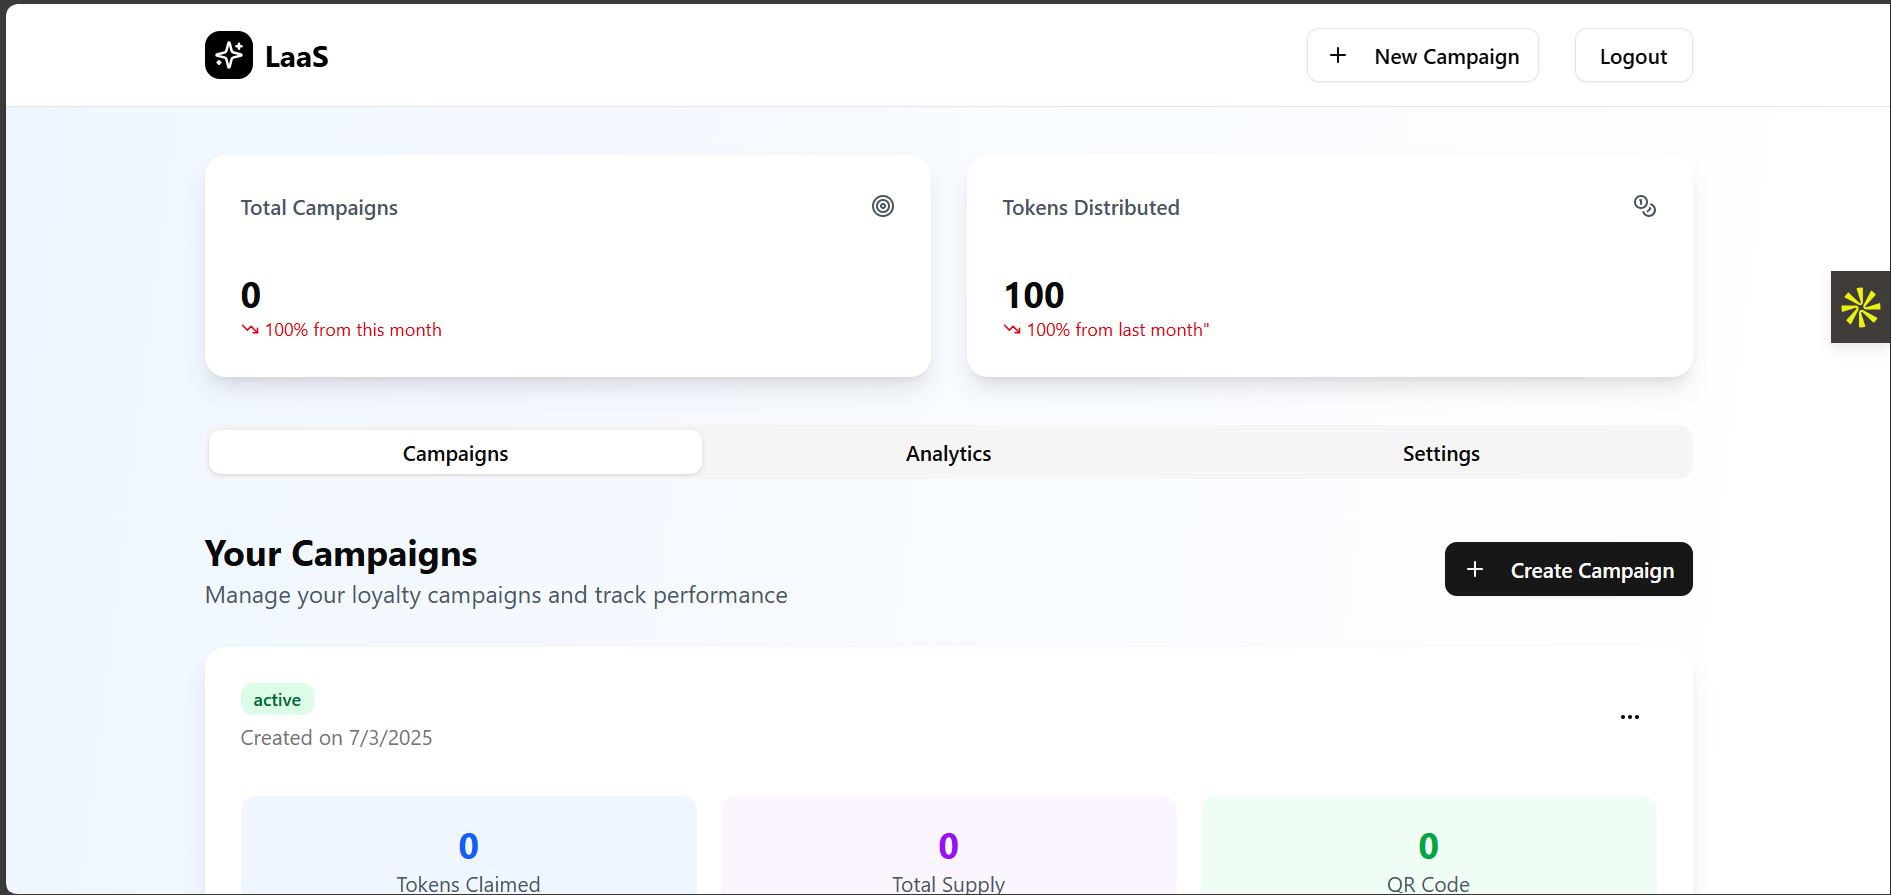 LaaS
New Campaign
Logout
Total Campaigns
0
100% from this month
Tokens Distributed
100
100% from last month"
Campaigns
Analytics
Settings
Your Campaigns
Manage your loyalty campaigns and track performance
Create Campaign
active
Created on 7/3/2025
0
Tokens Claimed
0
Total Supply
0
QR Code